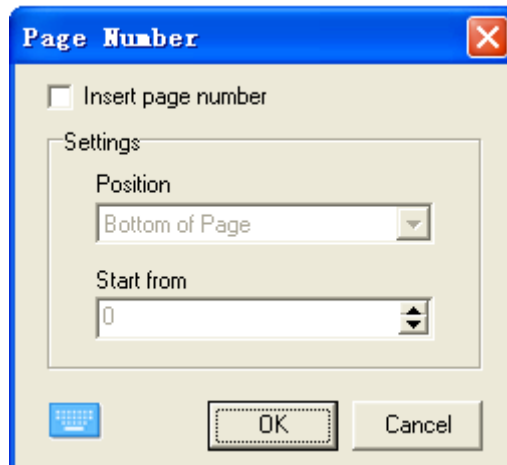 Page Number
Insert page number
Settings
Position
Bottom of Page
Start from
0
OK
Cancel